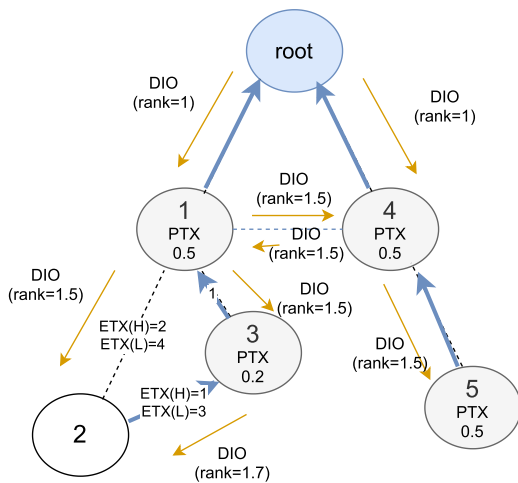 root
DIO
(rank=1)
DIO
(rank=1)
1
PTX
0.5
DIO
(rank=1.5)
DIO
(rank=1.5)
4
PTX
0.5
DIO
(rank=1.5)
ETX(H)=2
ETX(L)=4
1
DIO
(rank=1.5)
3
PTX
0.2
DIO
(rank=1.5)
5
PTX
0.5
ETX(H)=1
ETX(L)=3
2
DIO
(rank=1.7)